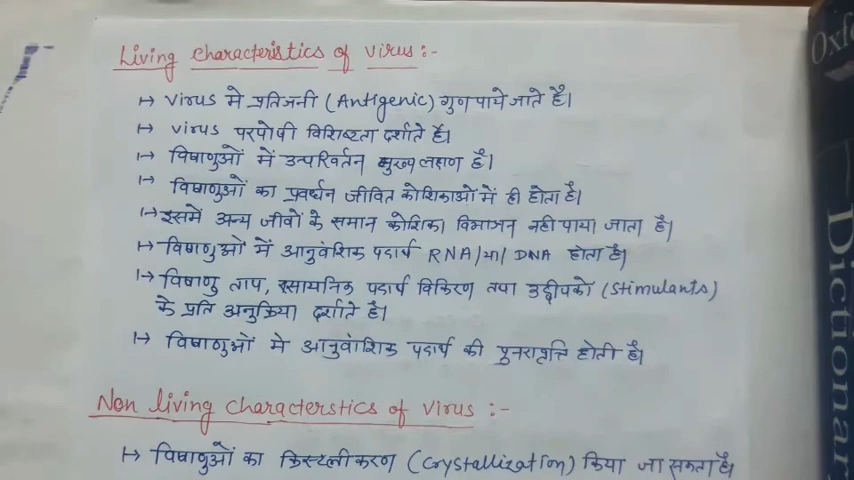 Living characteristics of virus:-
↦ virus मे प्रतिजनी (Antigenic) गुण पाये जाते है।
↦ virus परपोषी विशिष्टता दर्शाते है।
↦ विषाणुओं में उत्परिवर्तन मुख्य लक्षण है।
↦ विषाणुओं का प्रवर्धन जीवित कोशिकाओं में ही होता है।
↦ इसमें अन्य जीवों के समान कोशिका विभाजन नही पाया जाता है।
↦ विषाणुओं में आनुवंशिक पदार्थ RNA/या/ DNA होता है।
↦ विषाणु ताप, रसायनिक पदार्थ विकिरण तथा उद्दीपको (Stimulants)
के प्रति अनुक्रिया दर्शाते है।
↦ विषाणुओं मे आनुवांशिक पदार्थ की पुनरावृत्ति होती है।
Non living characterstics of virus :-
↦ विषाणुओं का क्रिस्टलीकरण (Crystallization) किया जा सकता है।
Oxfo
Dictionary